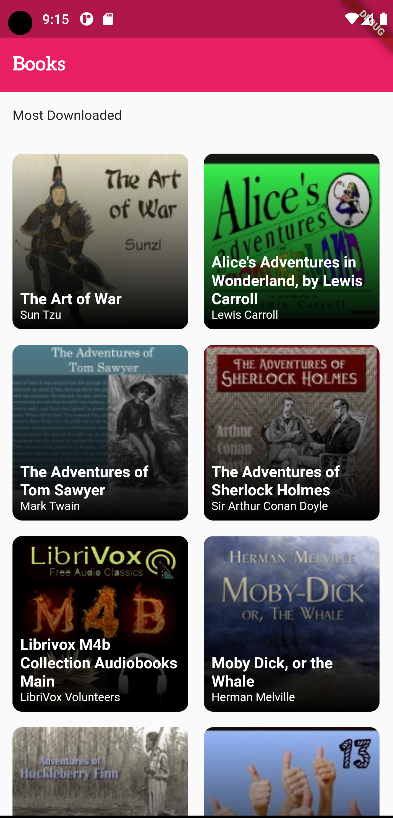 9:15
DEBUG
Books
Most Downloaded
The Art
of War
Sunzi
The Art of War
Sun Tzu
Alice's
adventures
Alice's Adventures in
Wonderland, by Lewis
Carroll
Lewis Carroll
The Adventures of
Tom Sawyer
The Adventures of
Tom Sawyer
Mark Twain
The Adventures of
Sherlock Holmes
Arthur
Conan
The Adventures of
Sherlock Holmes
Sir Arthur Conan Doyle
LibriVox
Free Audio Classics
M4B
Librivox M4b
Collection Audiobooks
Main
LibriVox Volunteers
Herman Melville
Moby-Dick
or, The Whale
Moby Dick, or the
Whale
Herman Melville
Adventures of
Huckleberry Finn
13